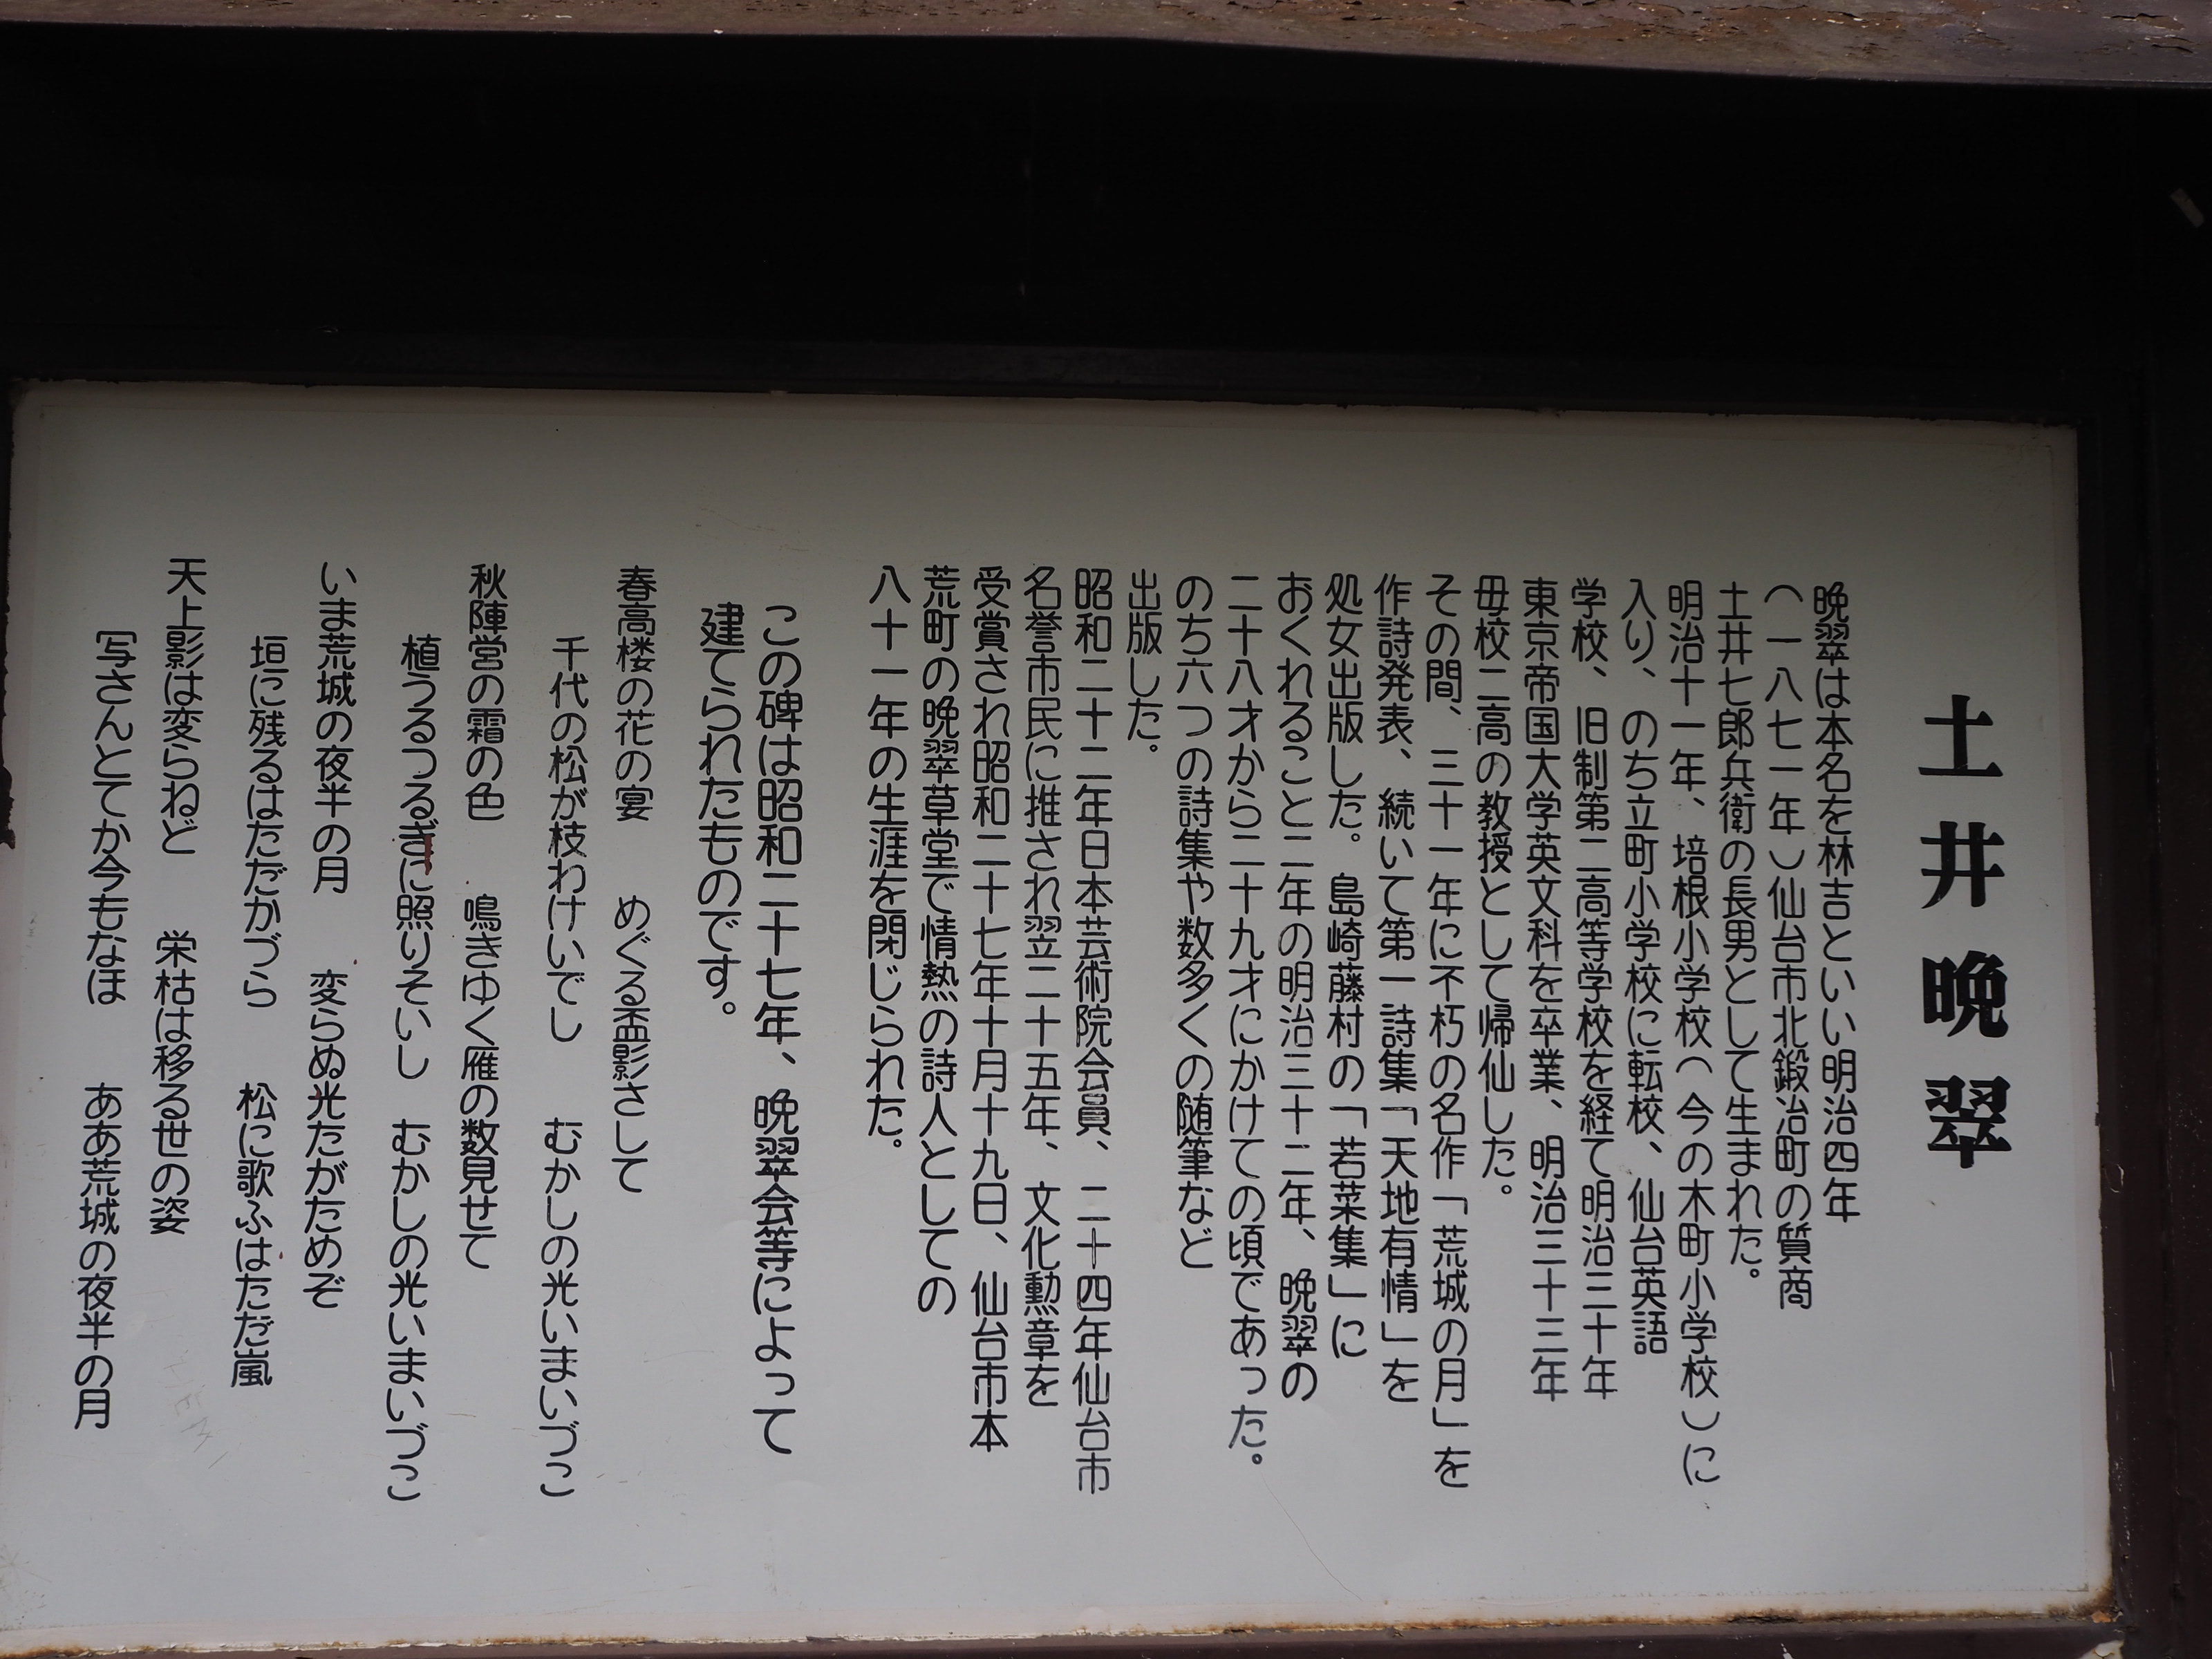 土井晩翠
晩翠は本名を林吉といい明治四年
(一八七一年)仙台市北鍛冶町の質商
土井七郎兵衛の長男として生まれた。
明治十一年、培根小学校(今の木町小学校)に
入り、のち立町小学校に転校、仙台英語
学校、旧制第二高等学校を経て明治三十年
東京帝国大学英文科を卒業、明治三十三年
母校二高の教授として帰仙した。
その間、三十一年に不朽の名作「荒城の月」を
作詩発表、続いて第一詩集「天地有情」を
処女出版した。島崎藤村の「若菜集」に
おくれること二年の明治三十二年、晩翠の
二十八才から二十九才にかけての頃であった。
のち六つの詩集や数多くの随筆など
出版した。
昭和二十二年日本芸術院会員、二十四年仙台市
名誉市民に推され翌二十五年、文化勲章を
受賞され昭和二十七年十月十九日、仙台市本
荒町の晩翠草堂で情熱の詩人としての
八十一年の生涯を閉じられた。
この碑は昭和二十七年、晩翠会等によって
建てられたものです。
春高楼の花の宴 めぐる盃影さして
千代の松が枝わけいでし むかしの光いまいづこ
秋陣営の霜の色 鳴きゆく雁の数見せて
植うるつるぎに照りそいし むかしの光いまいづこ
いま荒城の夜半の月 変らぬ光たがためぞ
垣に残るはただかづら 松に歌ふはただ嵐
天上影は変らねど 栄枯は移る世の姿
写さんとてか今もなほ ああ荒城の夜半の月